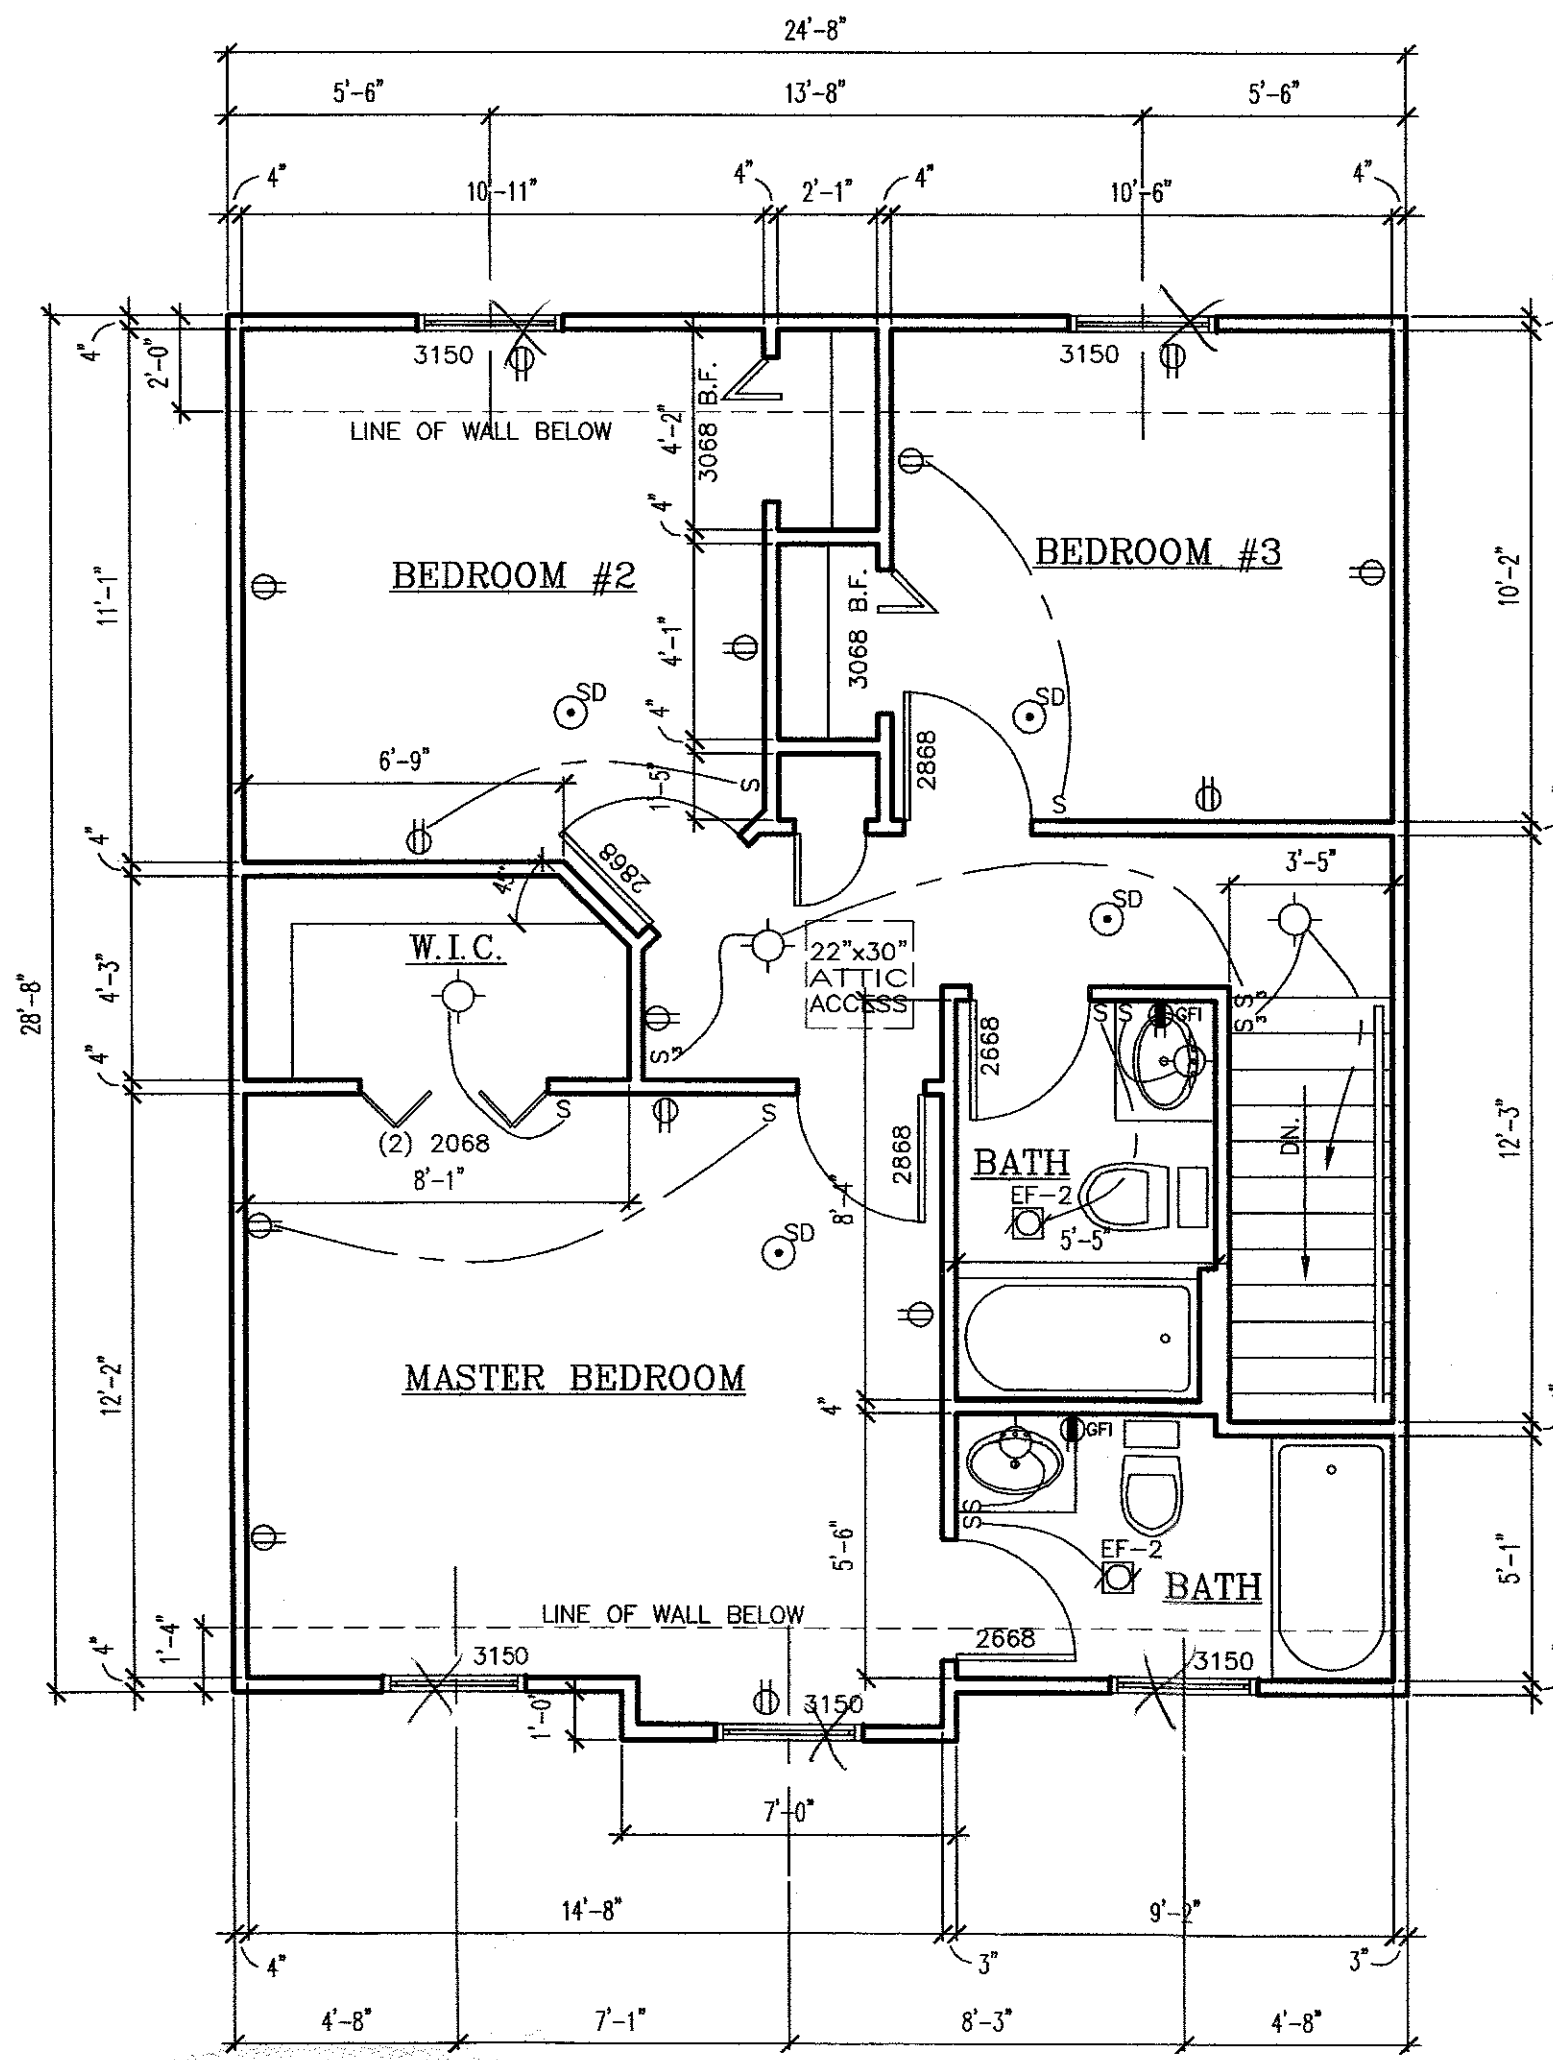 24'-8"
5'-6" 13'-8" 5'-6"
4" 10'-11" 4" 2'-1" 4" 10'-6" 4"
4" 2'-0" 3150 3150
LINE OF WALL BELOW
4'-2" 3068 B.F.
4"
BEDROOM #2 BEDROOM #3
11'-1" 10'-2"
4'-1" 3068 B.F.
SD SD
4"
6'-9" S 1'-5" 2868 S
4" 45° 2868 3'-5"
SD
W.I.C.
22"x30"
ATTIC
ACCESS
28'-8" 4'-3"
S S GFI S3
S3 2668 S3
4"
S S
(2) 2068 2868 DN. 12'-3"
BATH
8'-1" EF-2
8'-4" 5'-5"
SD
MASTER BEDROOM
12'-2"
4" GFI
SS
5'-6" EF-2 5'-1"
BATH
LINE OF WALL BELOW
1'-4" 4" 3150 2668 3150
1'-0" 3150
7'-0"
14'-8" 9'-2"
4" 3" 3"
4'-8" 7'-1" 8'-3" 4'-8"